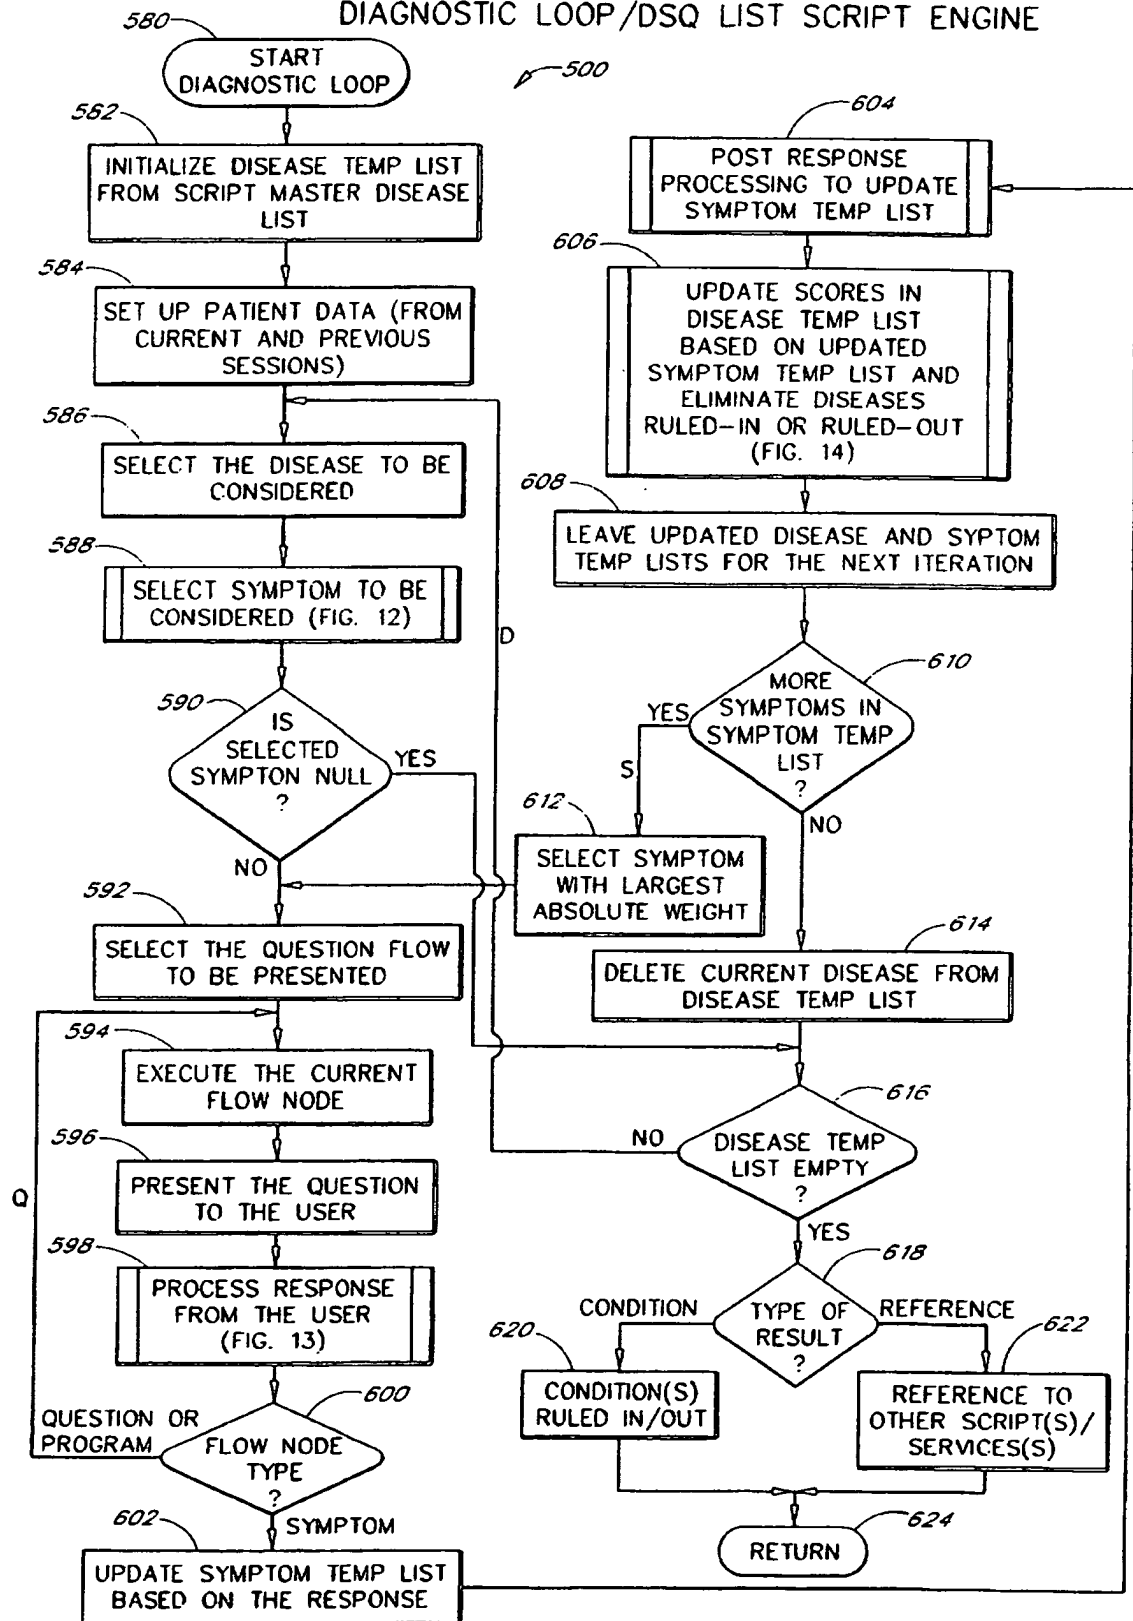 DIAGNOSTIC LOOP/DSQ LIST SCRIPT ENGINE
500
580
START
DIAGNOSTIC LOOP
582
INITIALIZE DISEASE TEMP LIST
FROM SCRIPT MASTER DISEASE
LIST
584
SET UP PATIENT DATA (FROM
CURRENT AND PREVIOUS
SESSIONS)
586
SELECT THE DISEASE TO BE
CONSIDERED
588
SELECT SYMPTOM TO BE
CONSIDERED (FIG. 12)
D
590
IS
SELECTED
SYMPTON NULL
?
YES
NO
592
SELECT THE QUESTION FLOW
TO BE PRESENTED
594
EXECUTE THE CURRENT
FLOW NODE
596
PRESENT THE QUESTION
TO THE USER
Q
598
PROCESS RESPONSE
FROM THE USER
(FIG. 13)
600
QUESTION OR
PROGRAM
FLOW NODE
TYPE
?
SYMPTOM
602
UPDATE SYMPTOM TEMP LIST
BASED ON THE RESPONSE
604
POST RESPONSE
PROCESSING TO UPDATE
SYMPTOM TEMP LIST
606
UPDATE SCORES IN
DISEASE TEMP LIST
BASED ON UPDATED
SYMPTOM TEMP LIST AND
ELIMINATE DISEASES
RULED-IN OR RULED-OUT
(FIG. 14)
608
LEAVE UPDATED DISEASE AND SYPTOM
TEMP LISTS FOR THE NEXT ITERATION
610
MORE
SYMPTOMS IN
SYMPTOM TEMP
LIST
?
YES
S
NO
612
SELECT SYMPTOM
WITH LARGEST
ABSOLUTE WEIGHT
614
DELETE CURRENT DISEASE FROM
DISEASE TEMP LIST
616
NO
DISEASE TEMP
LIST EMPTY
?
YES
618
CONDITION
TYPE OF
RESULT
?
REFERENCE
620
CONDITION(S)
RULED IN/OUT
622
REFERENCE TO
OTHER SCRIPT(S)/
SERVICES(S)
624
RETURN